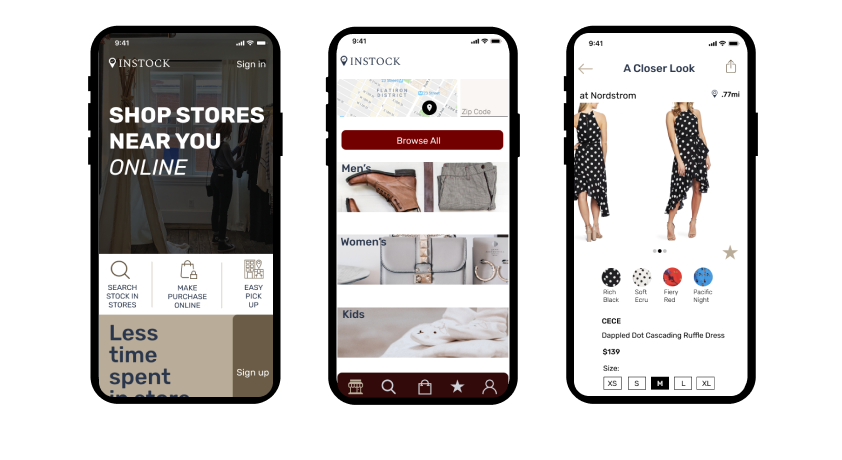 9:41
INSTOCK
Sign in
SHOP STORES
NEAR YOU
ONLINE
SEARCH
STOCK IN
STORES
MAKE
PURCHASE
ONLINE
EASY
PICK
UP
Less
time
spent
in store
Sign up
9:41
INSTOCK
FLATIRON
DISTRICT
23 Street
Zip Code
Browse All
Men's
Women's
Kids
9:41
A Closer Look
at Nordstrom
.77mi
Rich
Black
Soft
Ecru
Fiery
Red
Pacific
Night
CECE
Dappled Dot Cascading Ruffle Dress
$139
Size:
XS
S
M
L
XL